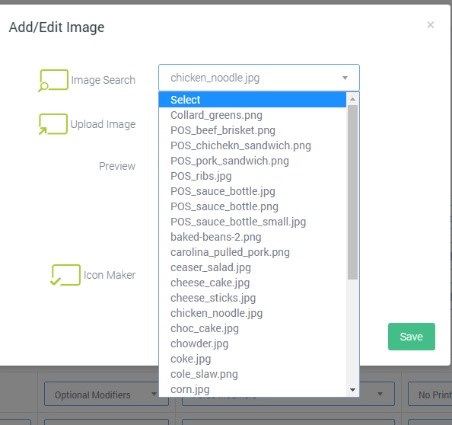 Add/Edit Image
×
Image Search
chicken_noodle.jpg
Select
Collard_greens.png
Upload Image
POS_beef_brisket.png
POS_chichekn_sandwich.png
Preview
POS_pork_sandwich.png
POS_ribs.jpg
POS_sauce_bottle.jpg
POS_sauce_bottle.png
POS_sauce_bottle_small.jpg
baked-beans-2.png
carolina_pulled_pork.png
Icon Maker
ceaser_salad.jpg
cheese_cake.jpg
cheese_sticks.jpg
chicken_noodle.jpg
choc_cake.jpg
Save
chowder.jpg
coke.jpg
cole_slaw.png
corn.jpg
Optional Modifiers
No Print